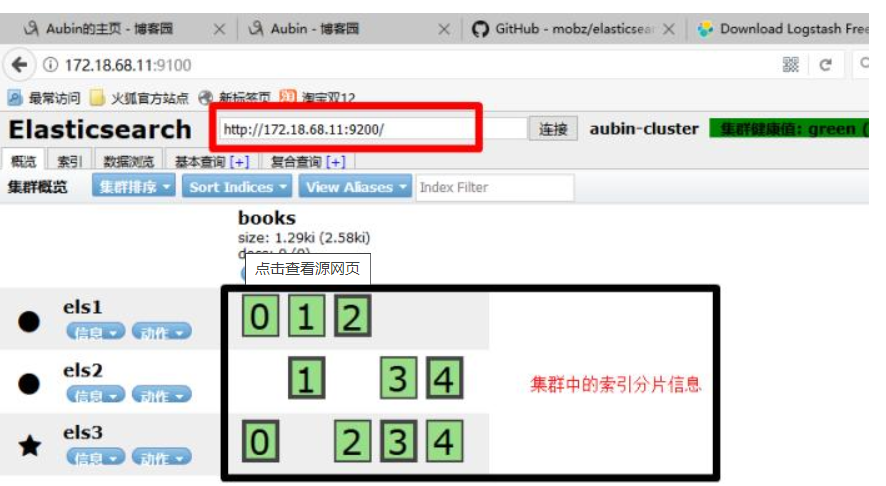 Aubin的主页 - 博客园 × Aubin - 博客园 × GitHub - mobz/elasticsea × Download Logstash Free
172.18.68.11:9100
最常访问 火狐官方站点 新标签页 淘宝双12
Elasticsearch http://172.18.68.11:9200/ 连接 aubin-cluster 集群健康值: green (
概览 索引 数据浏览 基本查询 [+] 复合查询 [+]
集群概览 集群排序 Sort Indices View Aliases Index Filter
books
size: 1.29ki (2.58ki)
docs: 0 (0)
点击查看源网页
els1 0 1 2
信息 动作
els2 1 3 4 集群中的索引分片信息
信息 动作
els3 0 2 3 4
信息 动作